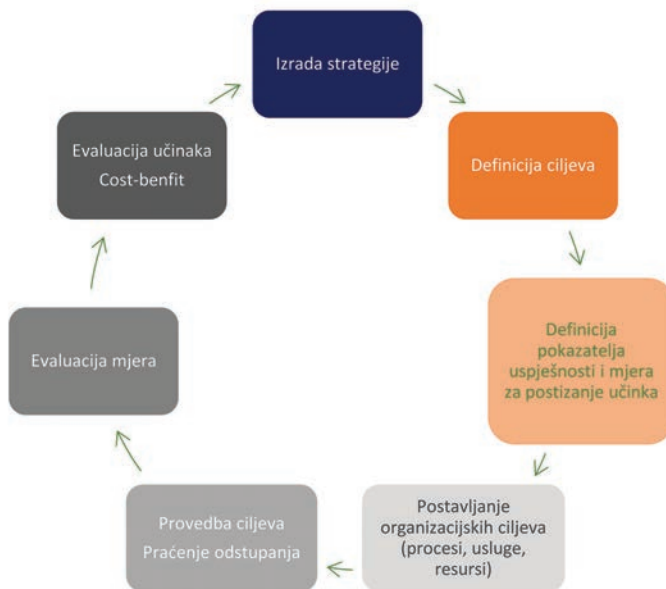 Izrada strategije
Definicija ciljeva
Definicija
pokazatelja
uspješnosti i mjera
za postizanje učinka
Postavljanje
organizacijskih ciljeva
(procesi, usluge,
resursi)
Provedba ciljeva
Praćenje odstupanja
Evaluacija mjera
Evaluacija učinaka
Cost-benfit